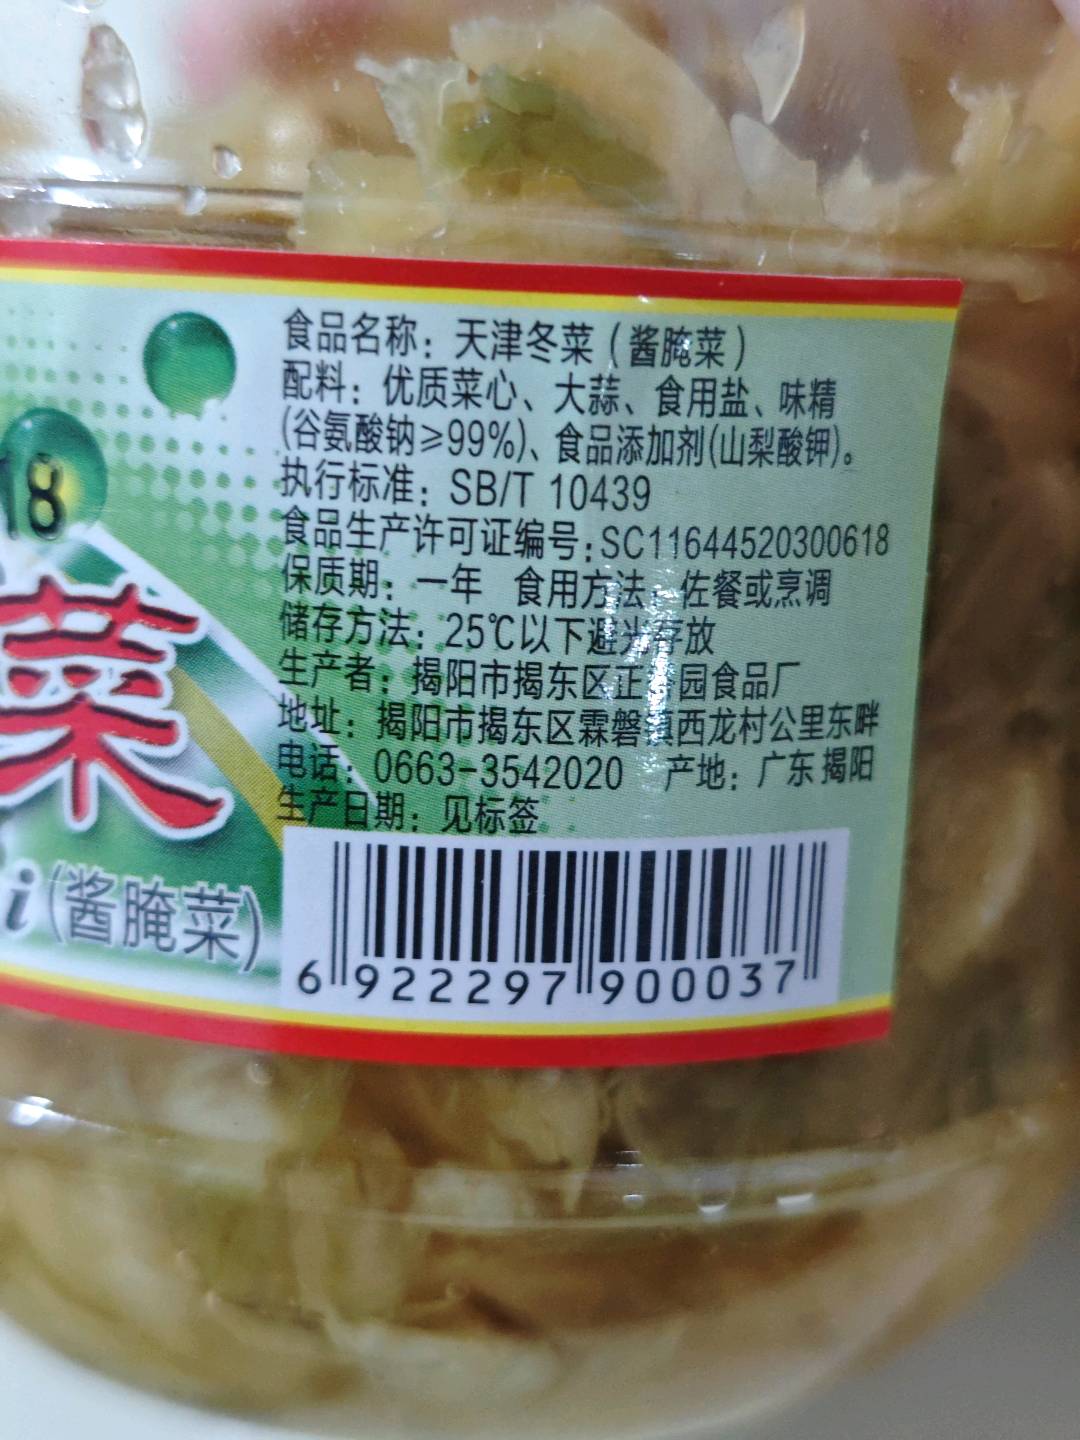 食品名称：天津冬菜（酱腌菜）
配料：优质菜心、大蒜、食用盐、味精
(谷氨酸钠≥99%)、食品添加剂(山梨酸钾)。
执行标准：SB/T 10439
食品生产许可证编号：SC11644520300618
保质期：一年 食用方法：佐餐或烹调
储存方法：25℃以下避光存放
生产者：揭阳市揭东区正香园食品厂
地址：揭阳市揭东区霖磐镇西龙村公里东畔
电话：0663-3542020 产地：广东揭阳
生产日期：见标签
6 922297 900037
18
菜
i(酱腌菜)